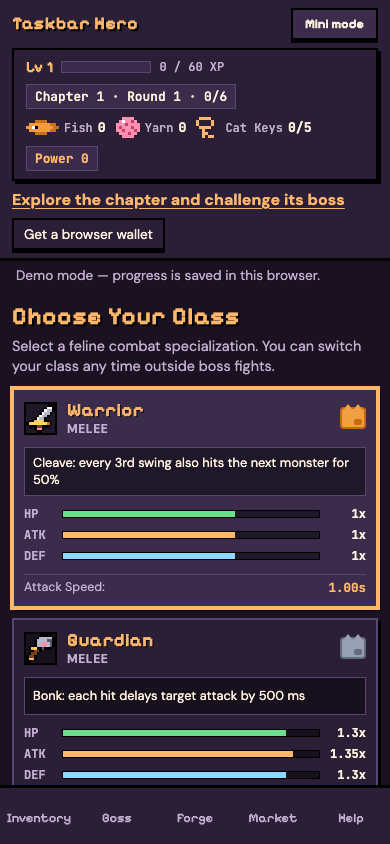 Taskbar Hero
Mini mode
Lv 1 0 / 60 XP
Chapter 1 · Round 1 · 0/6
Fish 0 Yarn 0 Cat Keys 0/5
Power 0
Explore the chapter and challenge its boss
Get a browser wallet
Demo mode — progress is saved in this browser.
Choose Your Class
Select a feline combat specialization. You can switch
your class any time outside boss fights.
Warrior
MELEE
Cleave: every 3rd swing also hits the next monster for
50%
HP 1x
ATK 1x
DEF 1x
Attack Speed: 1.00s
Guardian
MELEE
Bonk: each hit delays target attack by 500 ms
HP 1.3x
ATK 1.35x
DEF 1.3x
Inventory Boss Forge Market Help